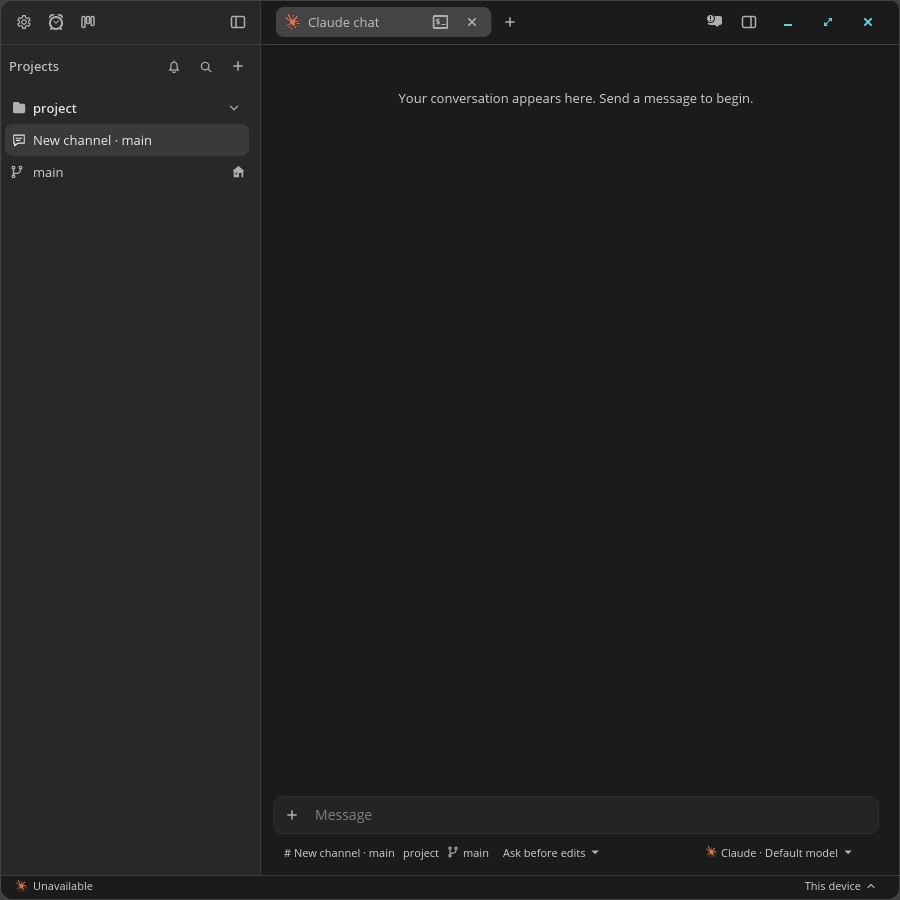 Claude chat
Projects
project
New channel · main
main
Your conversation appears here. Send a message to begin.
Message
# New channel · main project main Ask before edits Claude · Default model
Unavailable This device